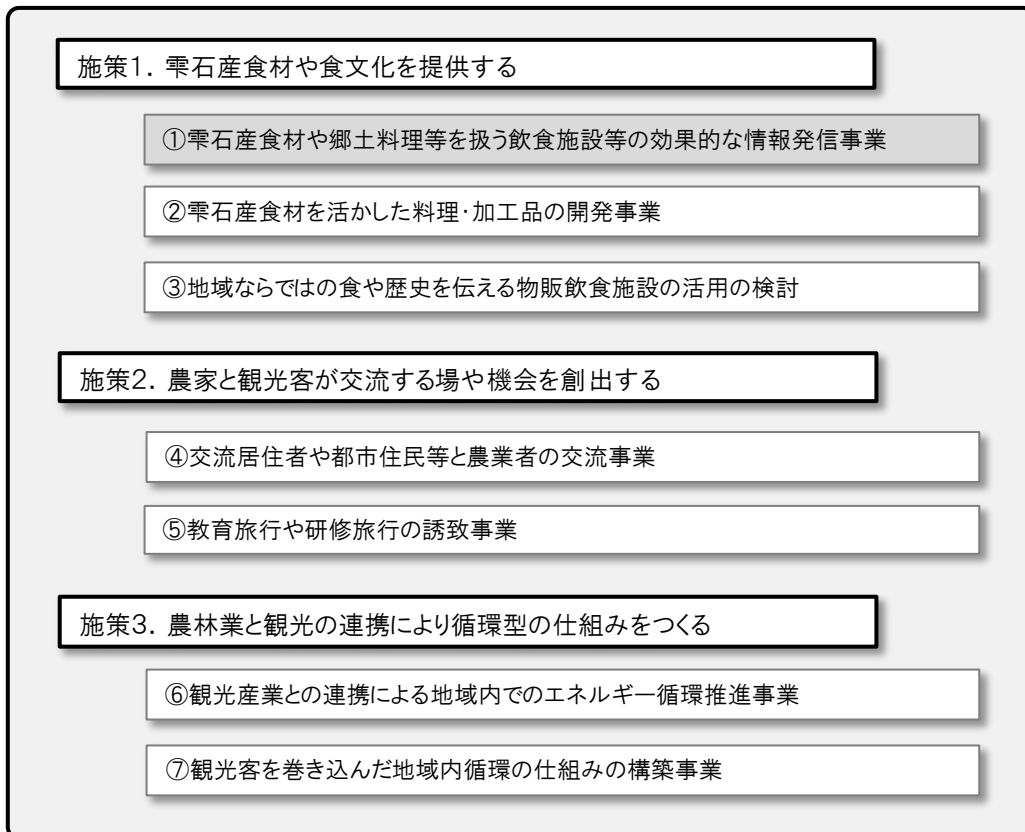 施策1．雫石産食材や食文化を提供する
①雫石産食材や郷土料理等を扱う飲食施設等の効果的な情報発信事業
②雫石産食材を活かした料理・加工品の開発事業
③地域ならではの食や歴史を伝える物販飲食施設の活用の検討
施策2．農家と観光客が交流する場や機会を創出する
④交流居住者や都市住民等と農業者の交流事業
⑤教育旅行や研修旅行の誘致事業
施策3．農林業と観光の連携により循環型の仕組みをつくる
⑥観光産業との連携による地域内でのエネルギー循環推進事業
⑦観光客を巻き込んだ地域内循環の仕組みの構築事業